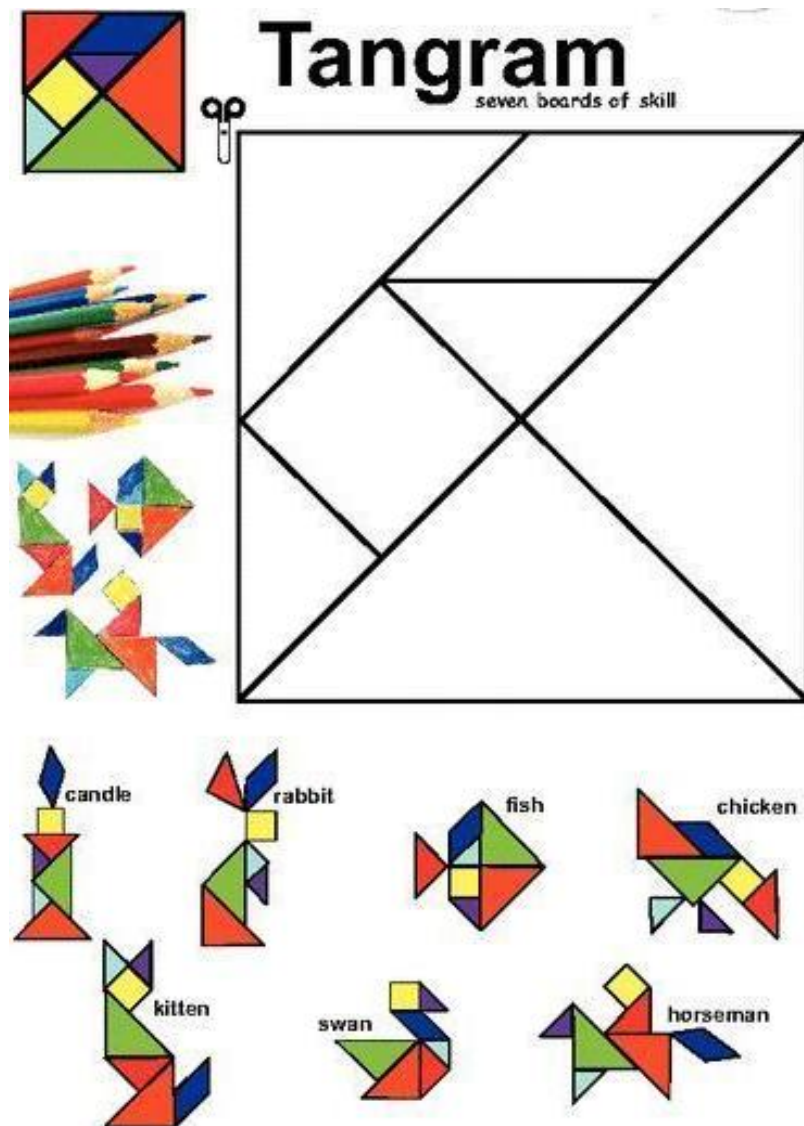 Tangram
seven boards of skill
candle
rabbit
fish
chicken
kitten
swan
horseman